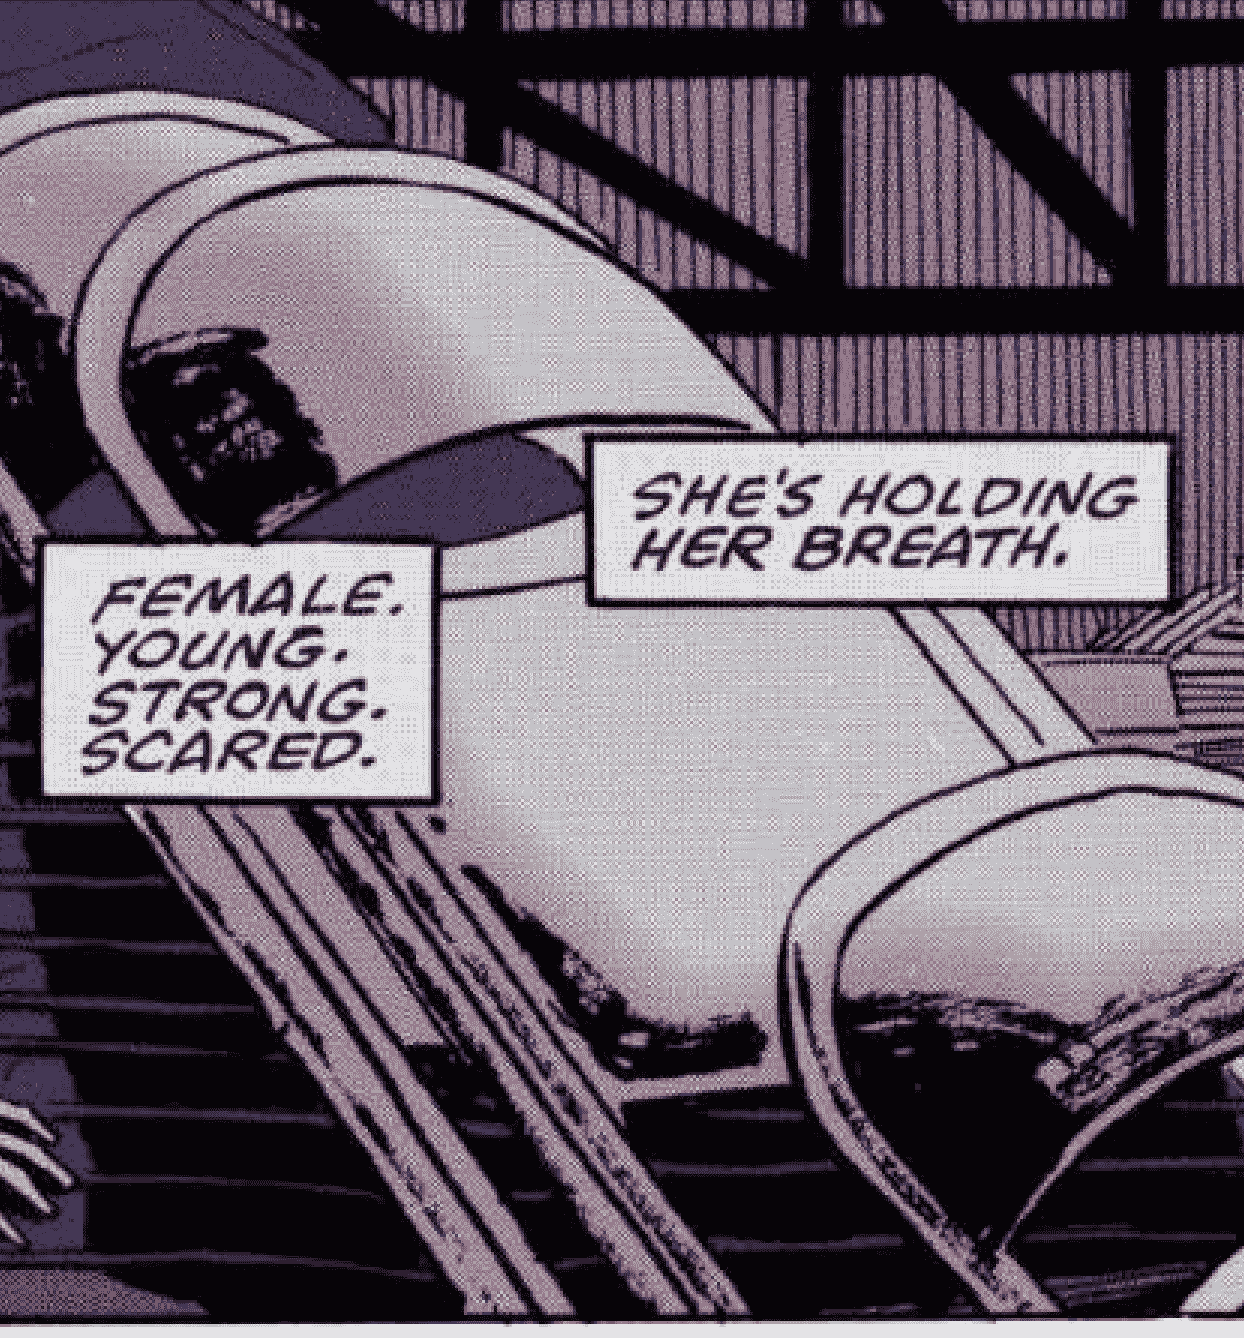 FEMALE.
YOUNG.
STRONG.
SCARED.
SHE'S HOLDING
HER BREATH.